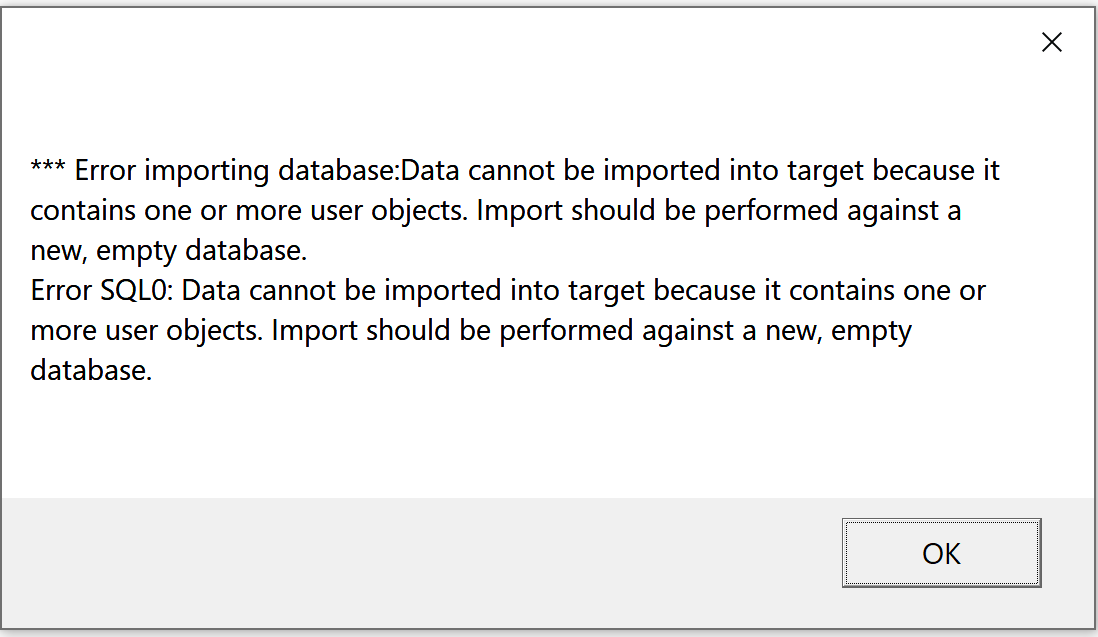 *** Error importing database:Data cannot be imported into target because it
contains one or more user objects. Import should be performed against a
new, empty database.
Error SQL0: Data cannot be imported into target because it contains one or
more user objects. Import should be performed against a new, empty
database.
OK